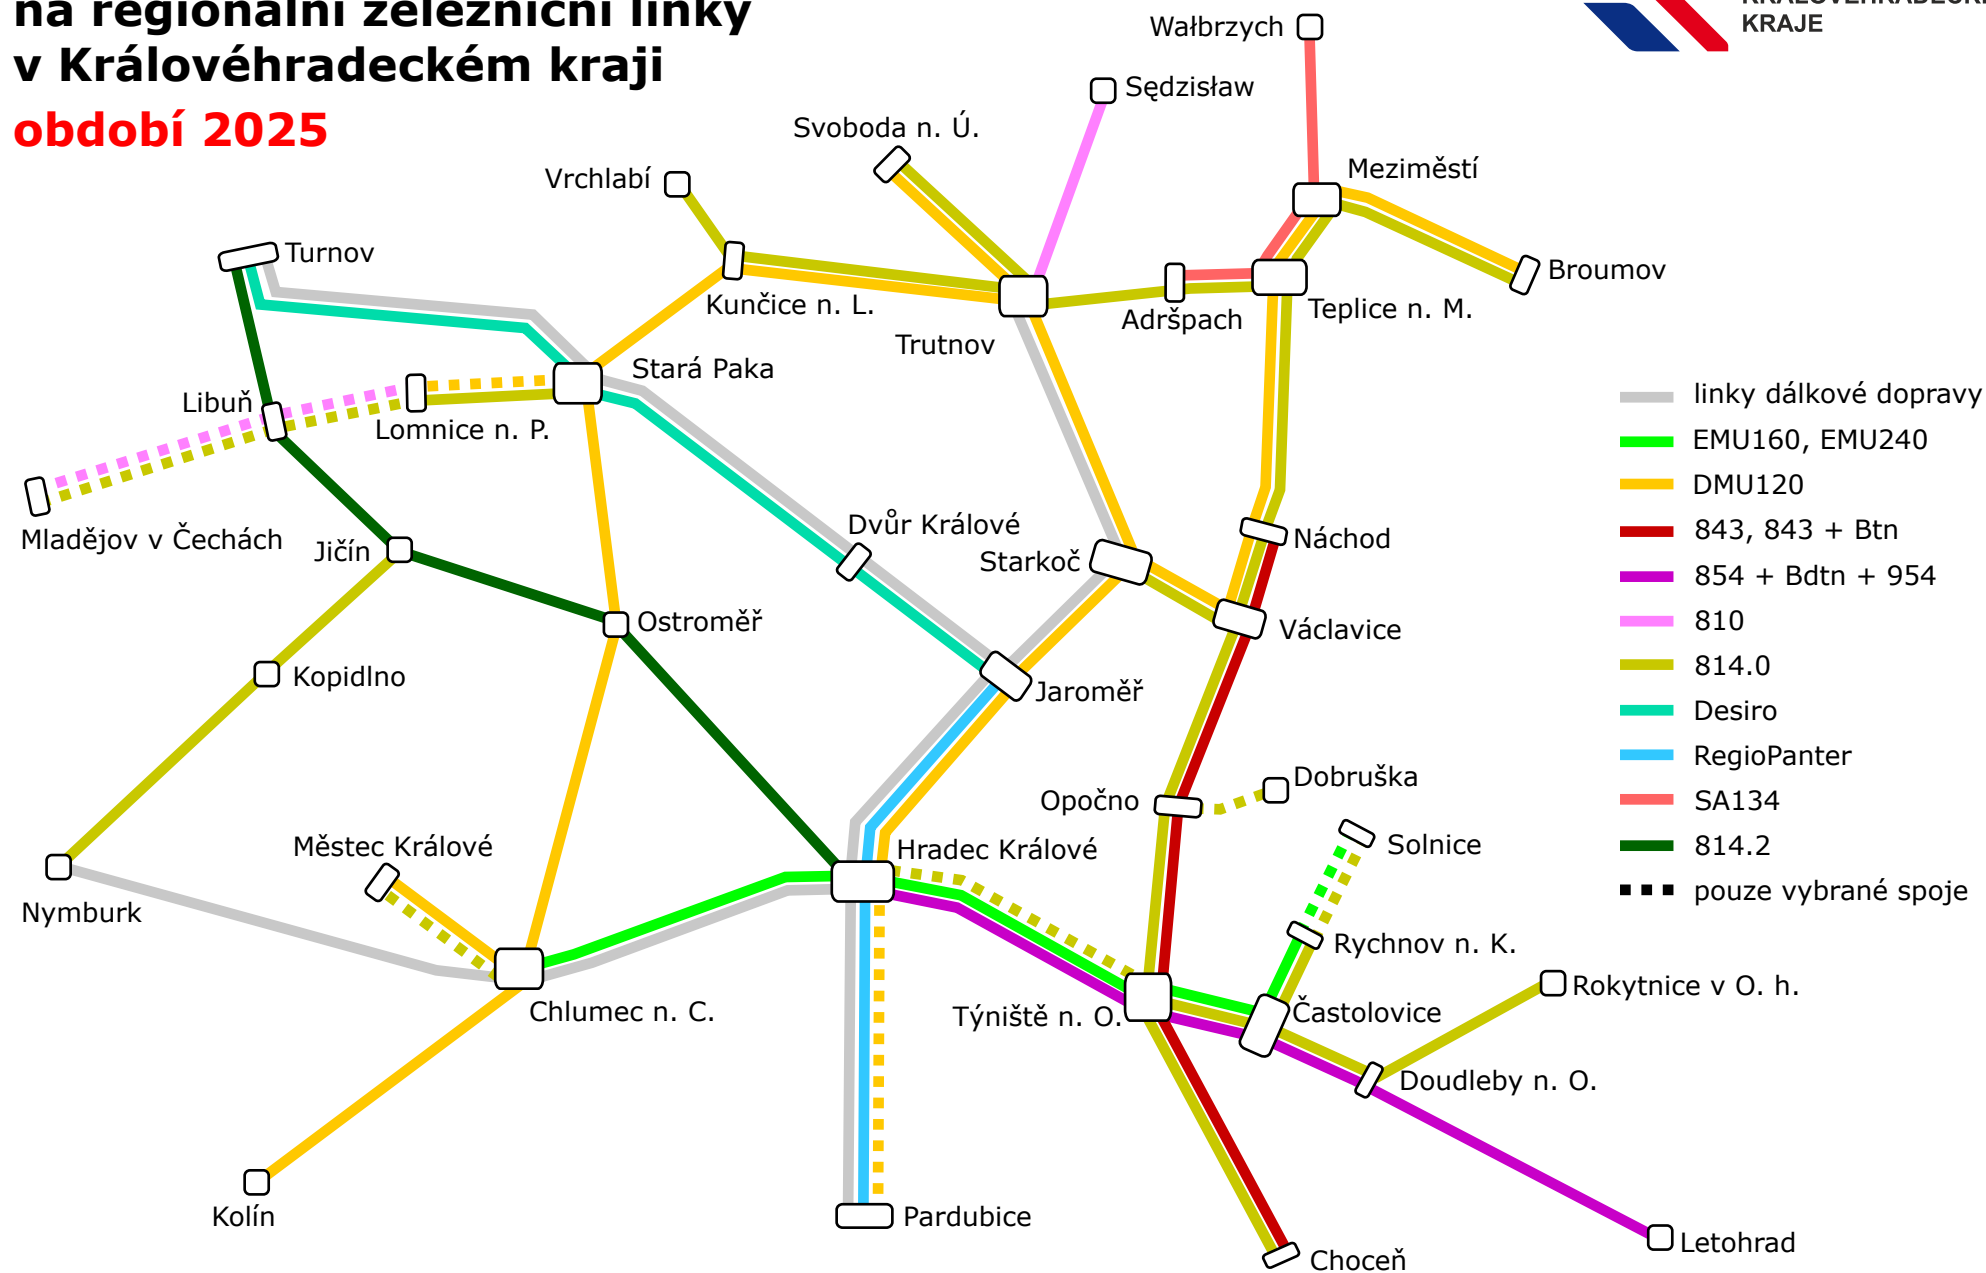 na regionální železniční linky
v Královéhradeckém kraji
období 2025
KRÁLOVÉHRADECKÉ
KRAJE
Wałbrzych
Sędzisław
Svoboda n. Ú.
Meziměstí
Vrchlabí
Turnov
Broumov
Kunčice n. L.
Teplice n. M.
Adršpach
Trutnov
Stará Paka
Libuň
Lomnice n. P.
Mladějov v Čechách
Jičín
Dvůr Králové
Starkoč
Náchod
Ostroměř
Václavice
Kopidlno
Jaroměř
Dobruška
Opočno
Městec Králové
Hradec Králové
Solnice
Nymburk
Rychnov n. K.
Rokytnice v O. h.
Chlumec n. C.
Týniště n. O.
Častolovice
Doudleby n. O.
Kolín
Pardubice
Letohrad
Choceň
linky dálkové dopravy
EMU160, EMU240
DMU120
843, 843 + Btn
854 + Bdtn + 954
810
814.0
Desiro
RegioPanter
SA134
814.2
pouze vybrané spoje